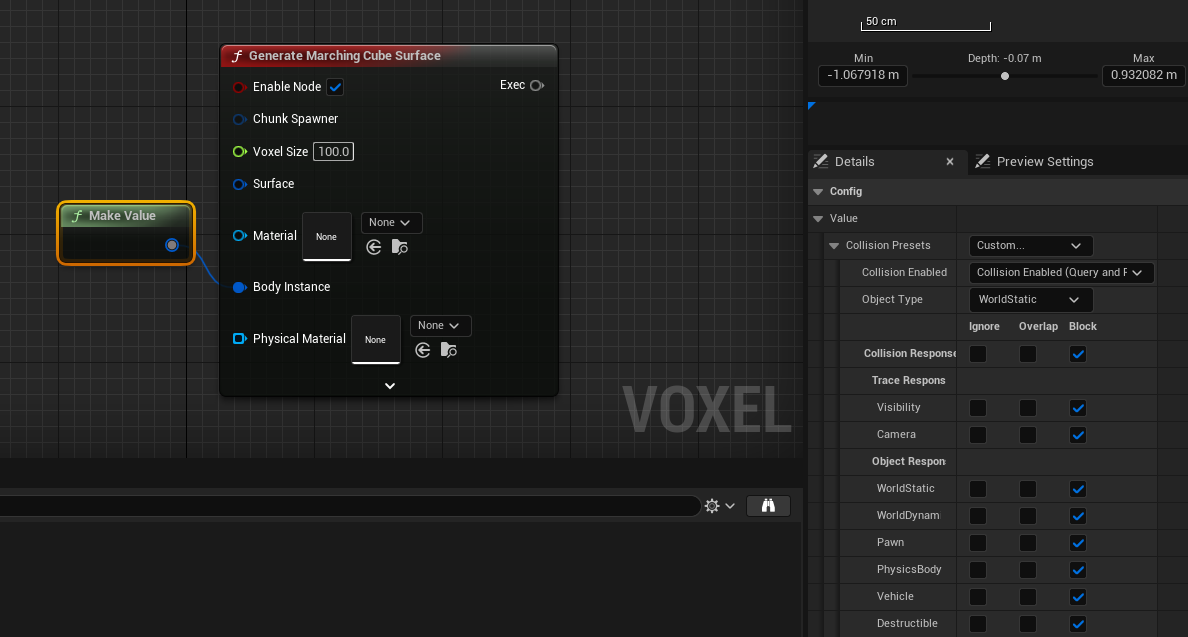 Generate Marching Cube Surface
Enable Node
Exec
Chunk Spawner
Voxel Size 100.0
Surface
Material None None
Body Instance
Physical Material None None
Make Value
VOXEL
50 cm
Min Depth: -0.07 m Max
-1.067918 m 0.932082 m
Details Preview Settings
Config
Value
Collision Presets Custom...
Collision Enabled Collision Enabled (Query and P
Object Type WorldStatic
Ignore Overlap Block
Collision Response
Trace Respons
Visibility
Camera
Object Respon
WorldStatic
WorldDynam
Pawn
PhysicsBody
Vehicle
Destructible